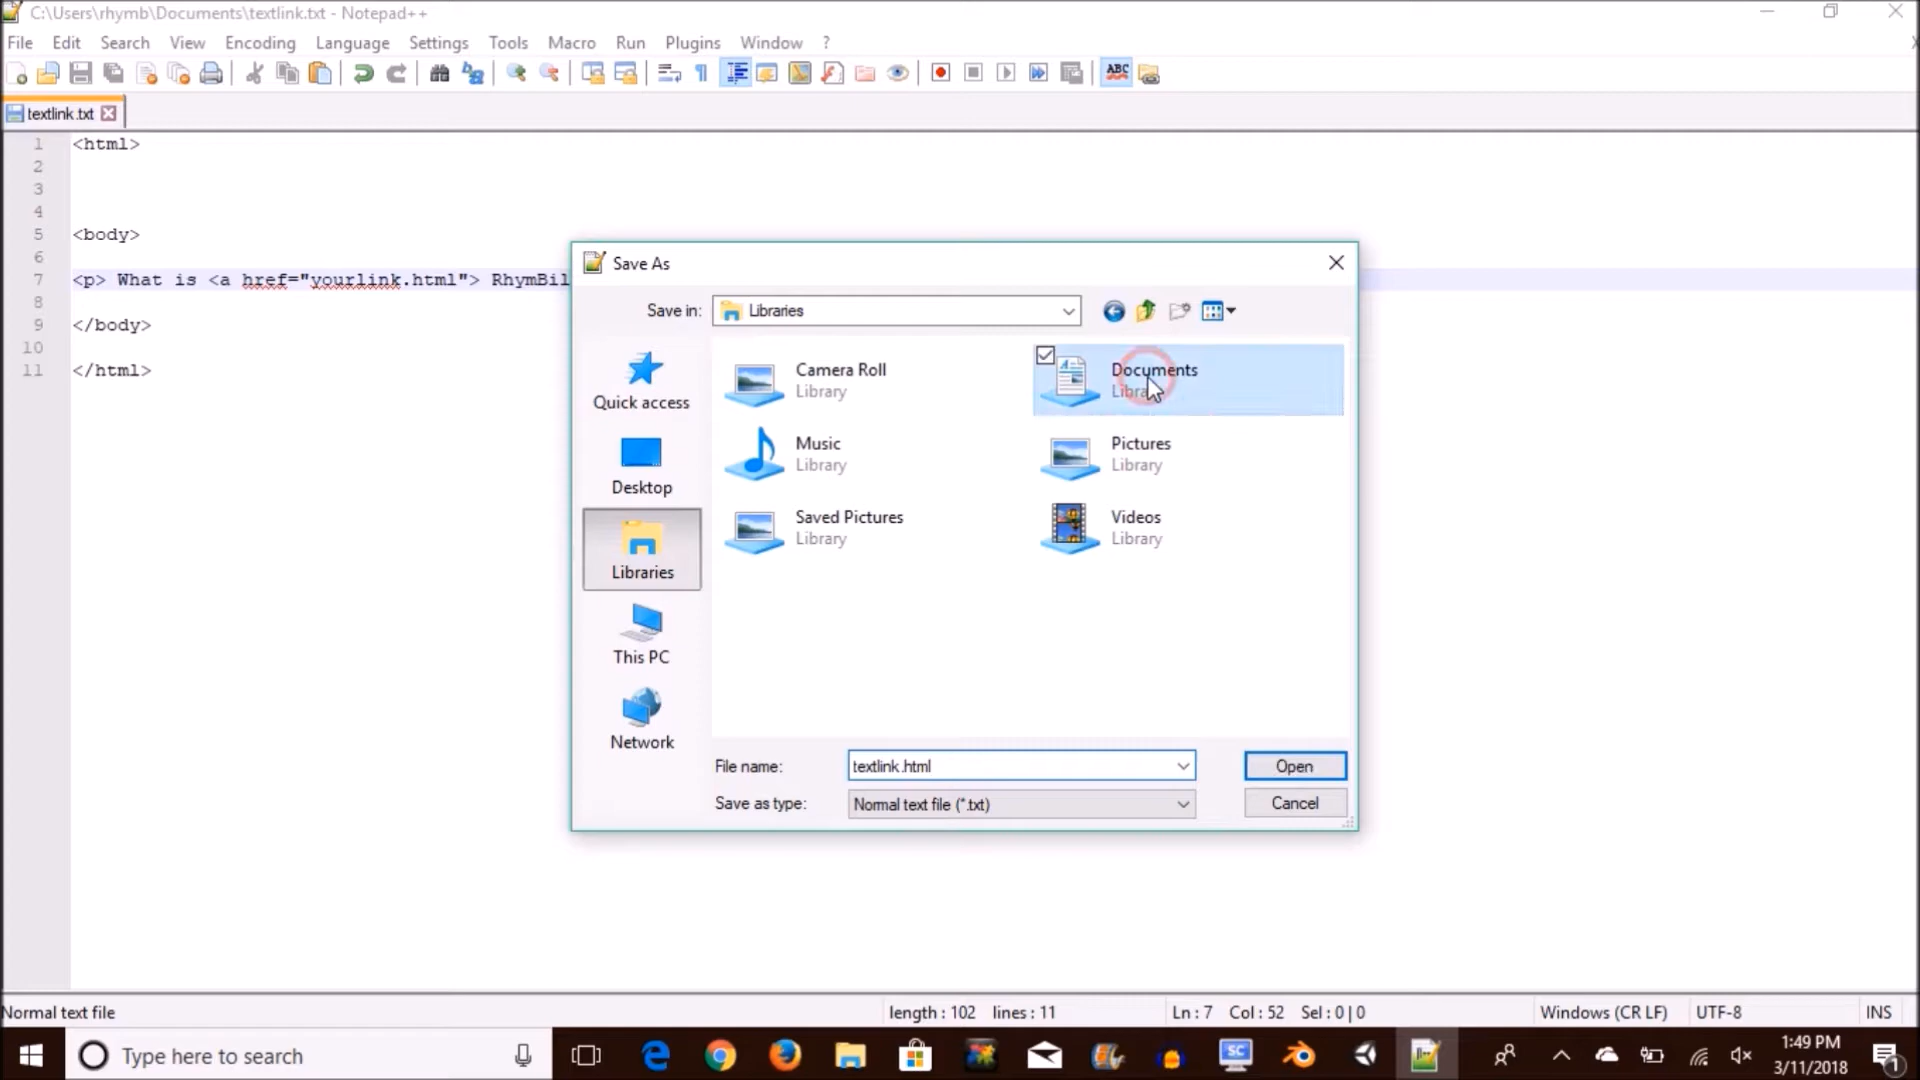 C:\Users\rhymb\Documents\textlink.txt - Notepad++
File Edit Search View Encoding Language Settings Tools Macro Run Plugins Window ?
ABC
textlink.txt
1 <html>
2
3
4
5 <body>
6
7 <p> What is <a href="yourlink.html"> RhymBil
8
9 </body>
10
11 </html>
Save As
Save in: Libraries
Quick access
Desktop
Libraries
This PC
Network
Camera Roll
Library
Documents
Music
Library
Pictures
Library
Saved Pictures
Library
Videos
Library
File name: textlink.html Open
Save as type: Normal text file (*.txt) Cancel
Normal text file length : 102 lines : 11 Ln : 7 Col : 52 Sel : 0 | 0 Windows (CR LF) UTF-8 INS
Type here to search
SC
1:49 PM
3/11/2018
1